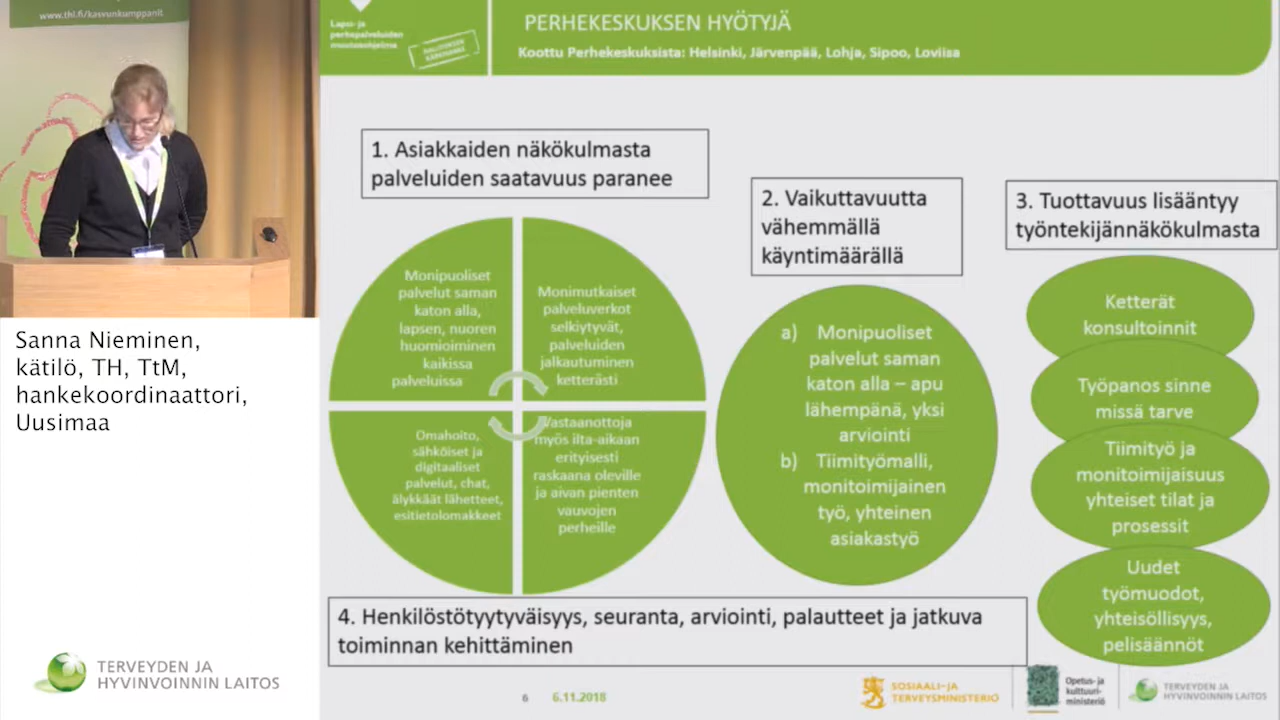 www.thl.fi/kasvunkumppanit
Lapsi- ja
perhepalveluiden
muutosohjelma
HALLITUKSEN
KÄRKIHANKE
PERHEKESKUKSEN HYÖTYJÄ
Koottu Perhekeskuksista: Helsinki, Järvenpää, Lohja, Sipoo, Loviisa
1. Asiakkaiden näkökulmasta
palveluiden saatavuus paranee
Monipuoliset
palvelut saman
katon alla,
lapsen, nuoren
huomioiminen
kaikissa
palveluissa
Monimutkaiset
palveluverkot
selkiytyvät,
palveluiden
jalkautuminen
ketterästi
Omahoito,
sähköiset ja
digitaaliset
palvelut, chat,
älykkäät lähetteet,
esitietolomakkeet
Vastaanottoja
myös ilta-aikaan
erityisesti
raskaana oleville
ja aivan pienten
vauvojen
perheille
2. Vaikuttavuutta
vähemmällä
käyntimäärällä
a) Monipuoliset
palvelut saman
katon alla – apu
lähempänä, yksi
arviointi
b) Tiimityömalli,
monitoimijainen
työ, yhteinen
asiakastyö
3. Tuottavuus lisääntyy
työntekijännäkökulmasta
Ketterät
konsultoinnit
Työpanos sinne
missä tarve
Tiimityö ja
monitoimijaisuus
yhteiset tilat ja
prosessit
Uudet
työmuodot,
yhteisöllisyys,
pelisäännöt
4. Henkilöstötyytyväisyys, seuranta, arviointi, palautteet ja jatkuva
toiminnan kehittäminen
6 6.11.2018
SOSIAALI- JA
TERVEYSMINISTERIÖ
Opetus- ja
kulttuuri-
ministeriö
TERVEYDEN JA
HYVINVOINNIN LAITOS
Sanna Nieminen,
kätilö, TH, TtM,
hankekoordinaattori,
Uusimaa
TERVEYDEN JA
HYVINVOINNIN LAITOS